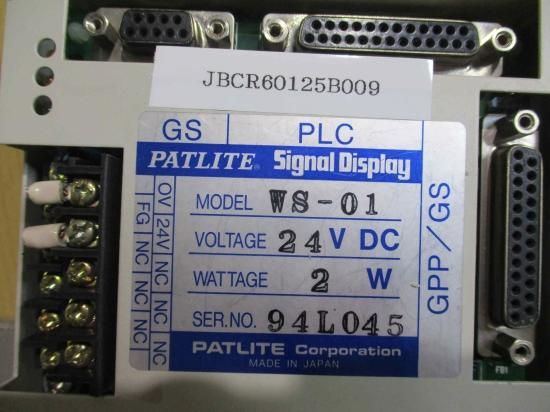 JBCR60125B009
GS PLC
PATLITE Signal Display
MODEL WS-01
VOLTAGE 24 V DC
WATTAGE 2 W
SER.NO. 94L045
PATLITE Corporation
MADE IN JAPAN
GPP/GS
0V 24V NC NC NC
FG NC NC NC
FB1